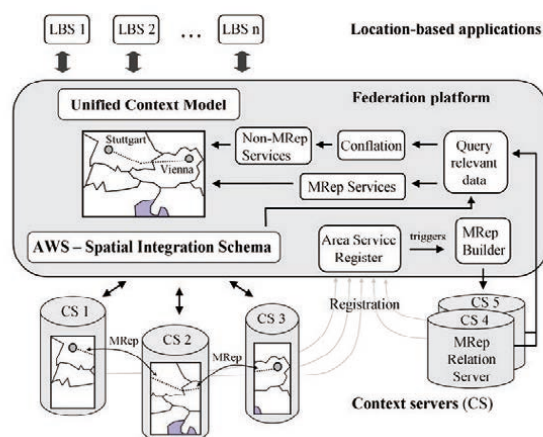 LBS 1
LBS 2
...
LBS n
Location-based applications
Unified Context Model
Federation platform
Stuttgart
Vienna
Non-MRep
Services
Conflation
Query
relevant
data
MRep Services
AWS – Spatial Integration Schema
Area Service
Register
triggers
MRep
Builder
CS 1
CS 2
CS 3
MRep
MRep
Registration
CS 5
CS 4
MRep
Relation
Server
Context servers (CS)